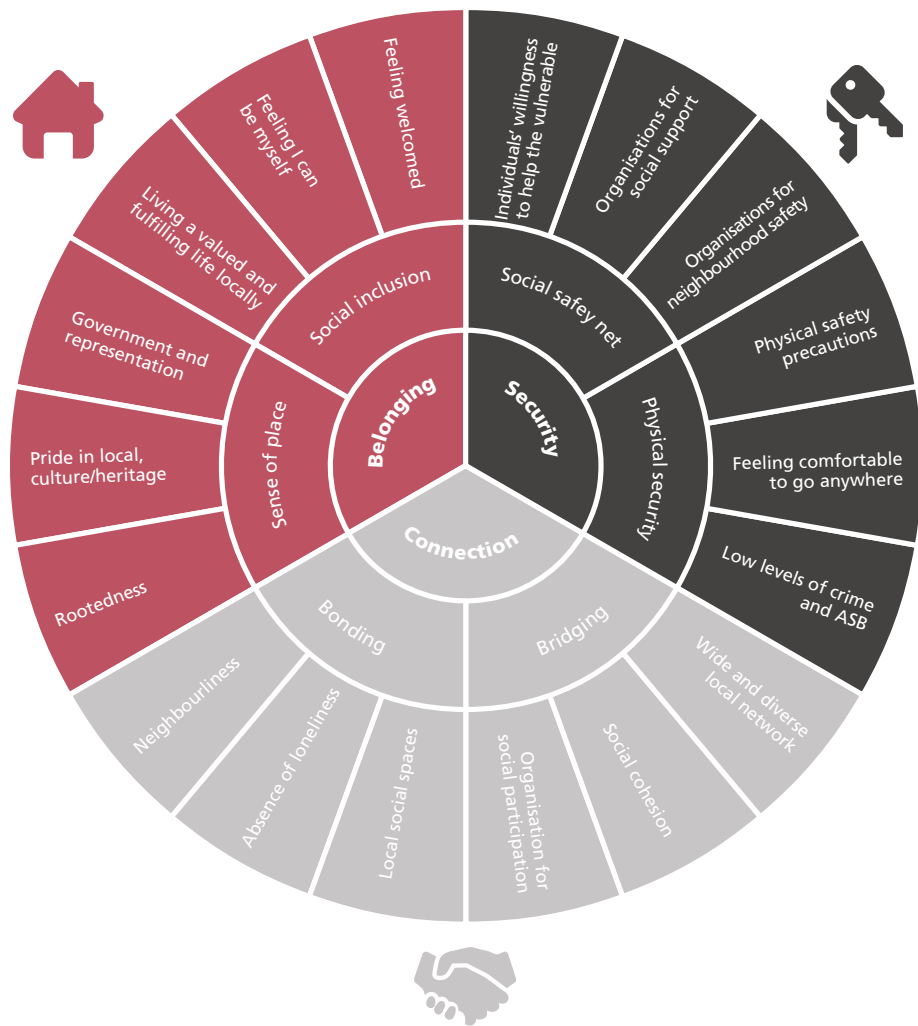 Belonging
Social inclusion
Feeling welcomed
Feeling I can
be myself
Living a valued and
fulfilling life locally
Sense of place
Government and
representation
Pride in local,
culture/heritage
Rootedness
Security
Social safey net
Individuals’ willingness
to help the vulnerable
Organisations for
social support
Organisations for
neighbourhood safety
Physical security
Physical safety
precautions
Feeling comfortable
to go anywhere
Low levels of crime
and ASB
Connection
Bonding
Neighbourliness
Absence of loneliness
Local social spaces
Bridging
Organisation for
social participation
Social cohesion
Wide and diverse
local network